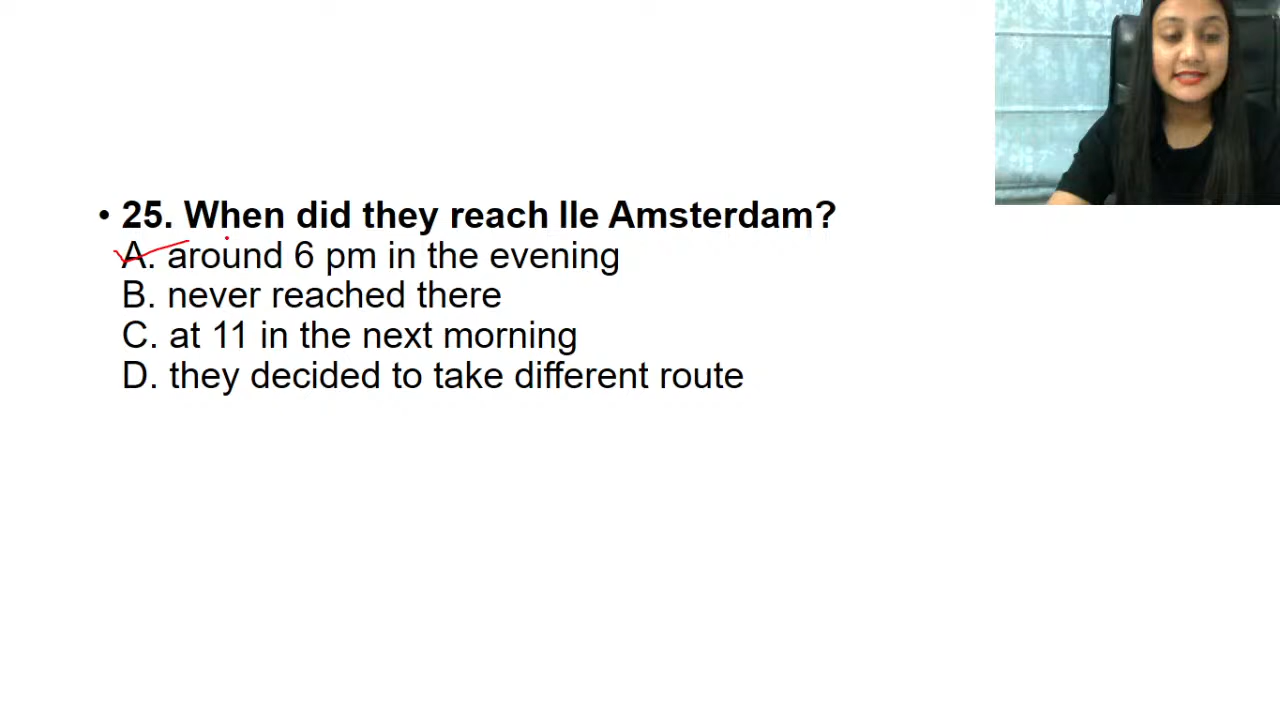 • 25. When did they reach Ile Amsterdam?
A. around 6 pm in the evening
B. never reached there
C. at 11 in the next morning
D. they decided to take different route